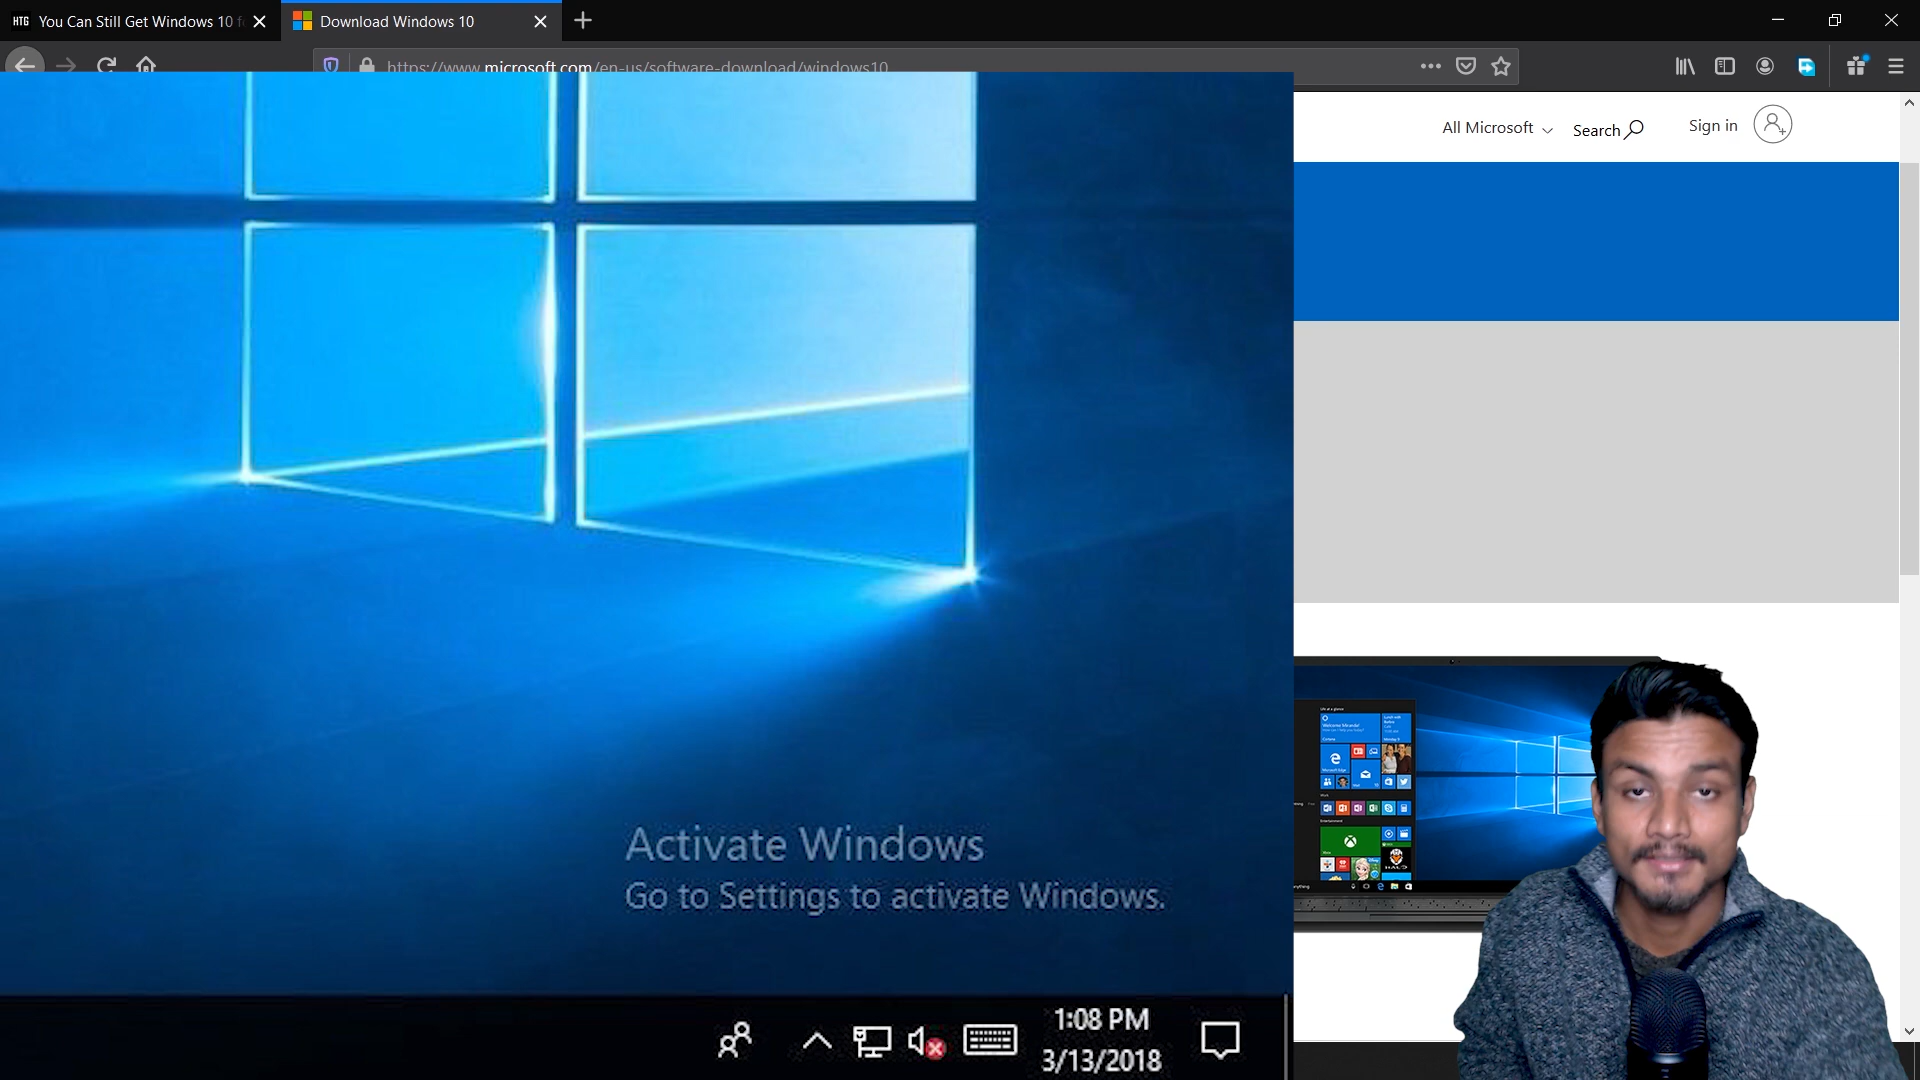 HTG You Can Still Get Windows 10 f
Download Windows 10
https://www.microsoft.com/en-us/software-download/windows10
All Microsoft
Search
Sign in
Activate Windows
Go to Settings to activate Windows.
1:08 PM
3/13/2018